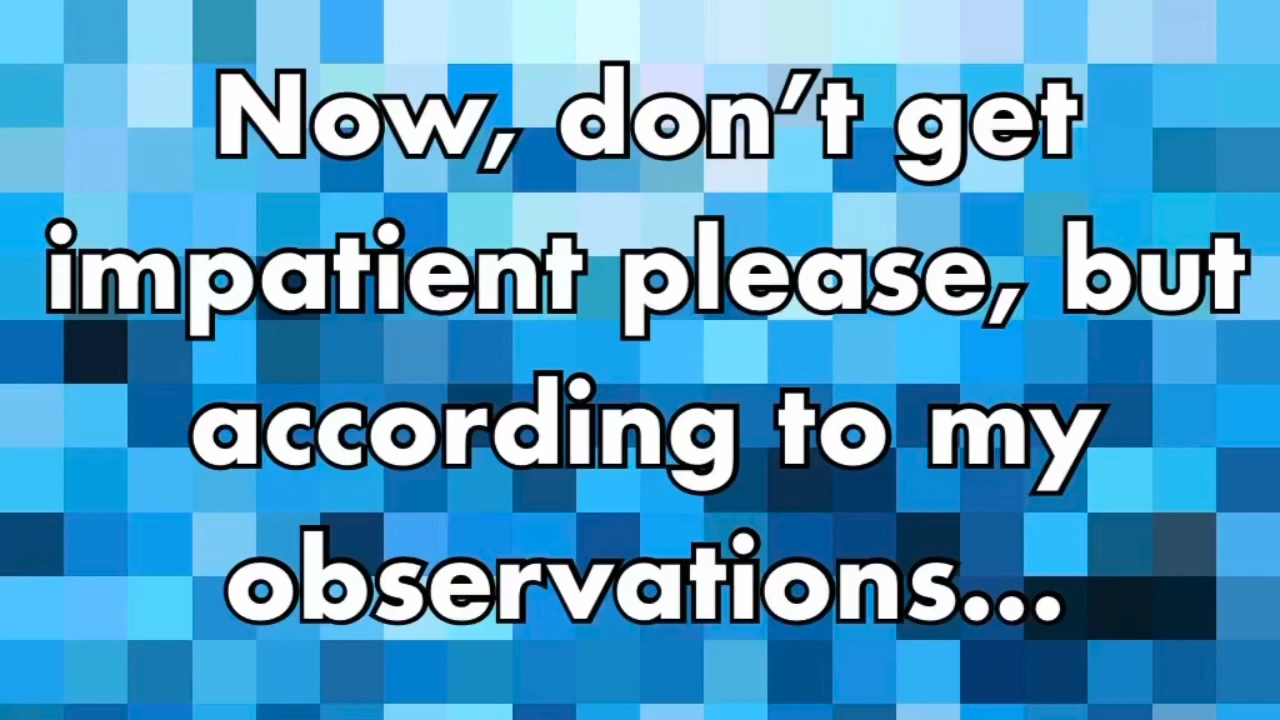 Now, don’t get
impatient please, but
according to my
observations...